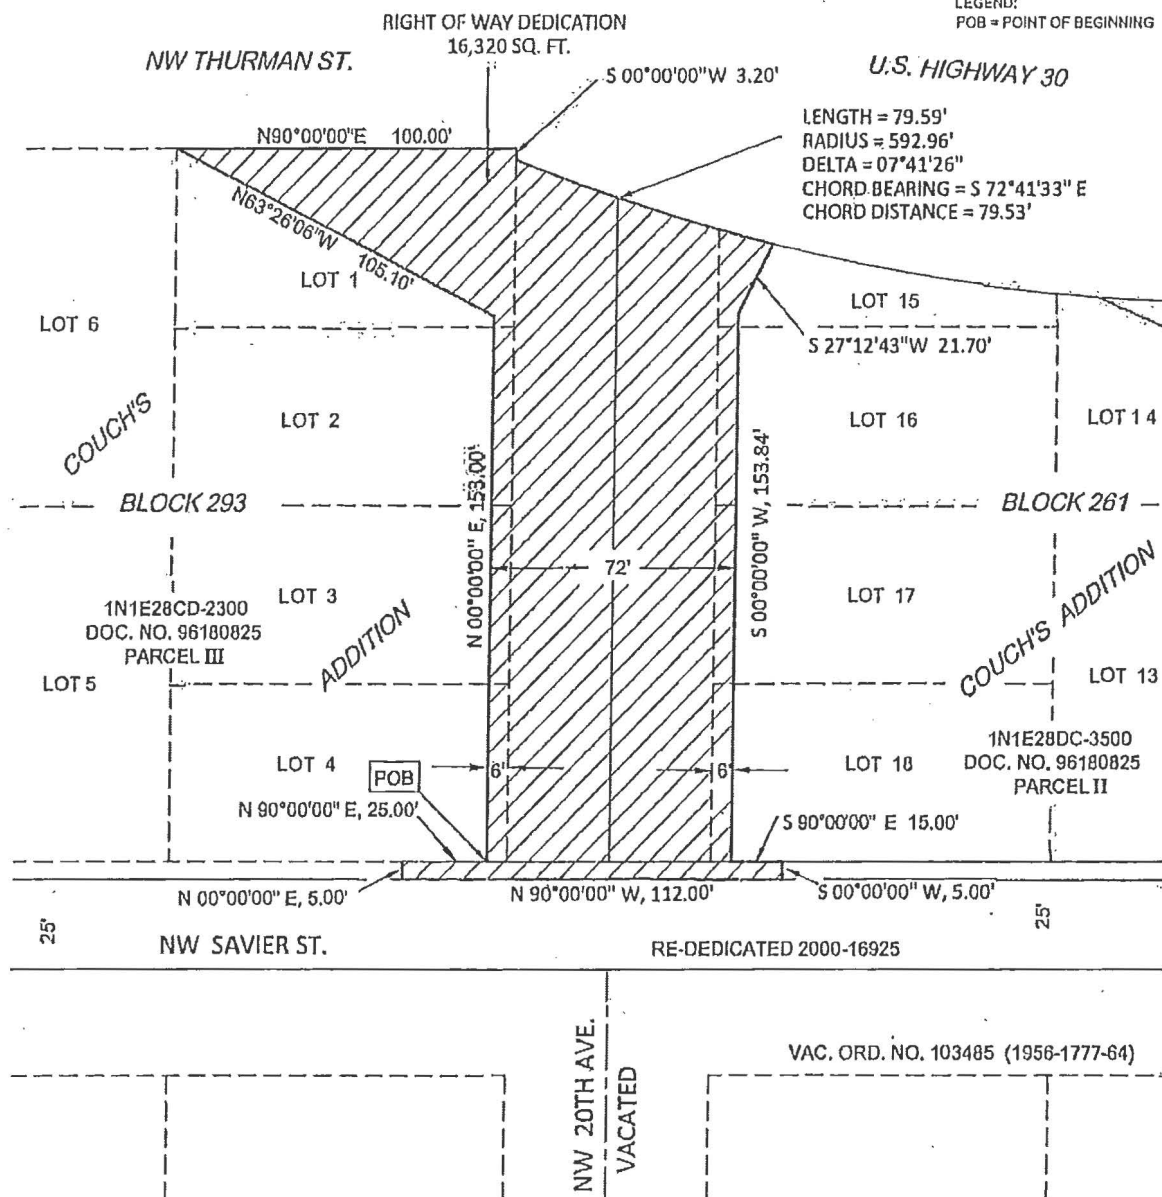 LEGEND:
POB = POINT OF BEGINNING
RIGHT OF WAY DEDICATION
16,320 SQ. FT.
NW THURMAN ST.
S 00°00'00"W 3.20'
U.S. HIGHWAY 30
LENGTH = 79.59'
RADIUS = 592.96'
DELTA = 07°41'26"
CHORD BEARING = S 72°41'33" E
CHORD DISTANCE = 79.53'
N90°00'00"E 100.00'
N63°26'06"W 105.10'
LOT 1
LOT 6
LOT 15
S 27°12'43"W 21.70'
LOT 2
LOT 16
LOT 14
COUCH'S
N 00°00'00" E, 153.00'
S 00°00'00" W, 153.84'
BLOCK 293
BLOCK 261
72'
LOT 3
LOT 17
1N1E28CD-2300
DOC. NO. 96180825
PARCEL III
ADDITION
COUCH'S ADDITION
LOT 5
LOT 13
1N1E28DC-3500
DOC. NO. 96180825
PARCEL II
LOT 4
6'
6'
LOT 18
POB
N 90°00'00" E, 25.00'
S 90°00'00" E 15.00'
N 00°00'00" E, 5.00'
N 90°00'00" W, 112.00'
S 00°00'00" W, 5.00'
25'
25'
NW SAVIER ST.
RE-DEDICATED 2000-16925
NW 20TH AVE.
VACATED
VAC. ORD. NO. 103485 (1956-1777-64)